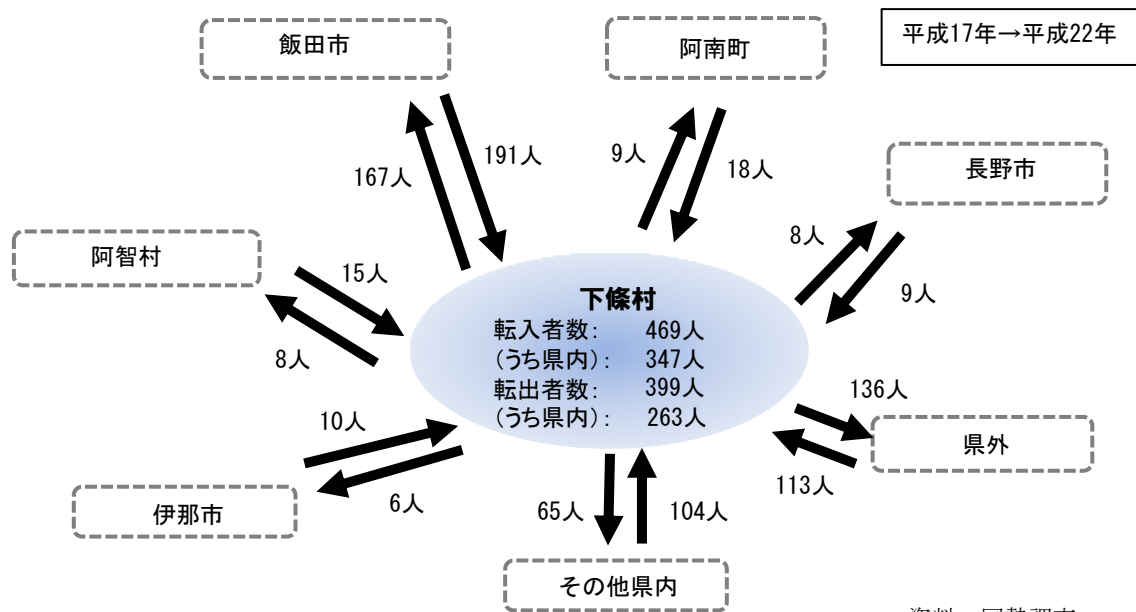 飯田市
阿南町
平成17年→平成22年
長野市
阿智村
伊那市
その他県内
県外
167人
191人
9人
18人
8人
9人
15人
8人
10人
6人
65人
104人
136人
113人
下條村
転入者数： 469人
(うち県内)： 347人
転出者数： 399人
(うち県内)： 263人